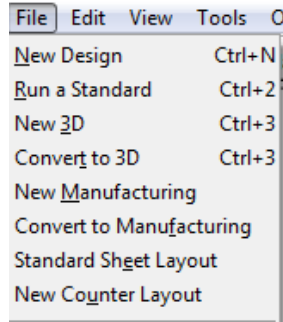 File Edit View Tools
New Design Ctrl+N
Run a Standard Ctrl+2
New 3D Ctrl+3
Convert to 3D Ctrl+3
New Manufacturing
Convert to Manufacturing
Standard Sheet Layout
New Counter Layout